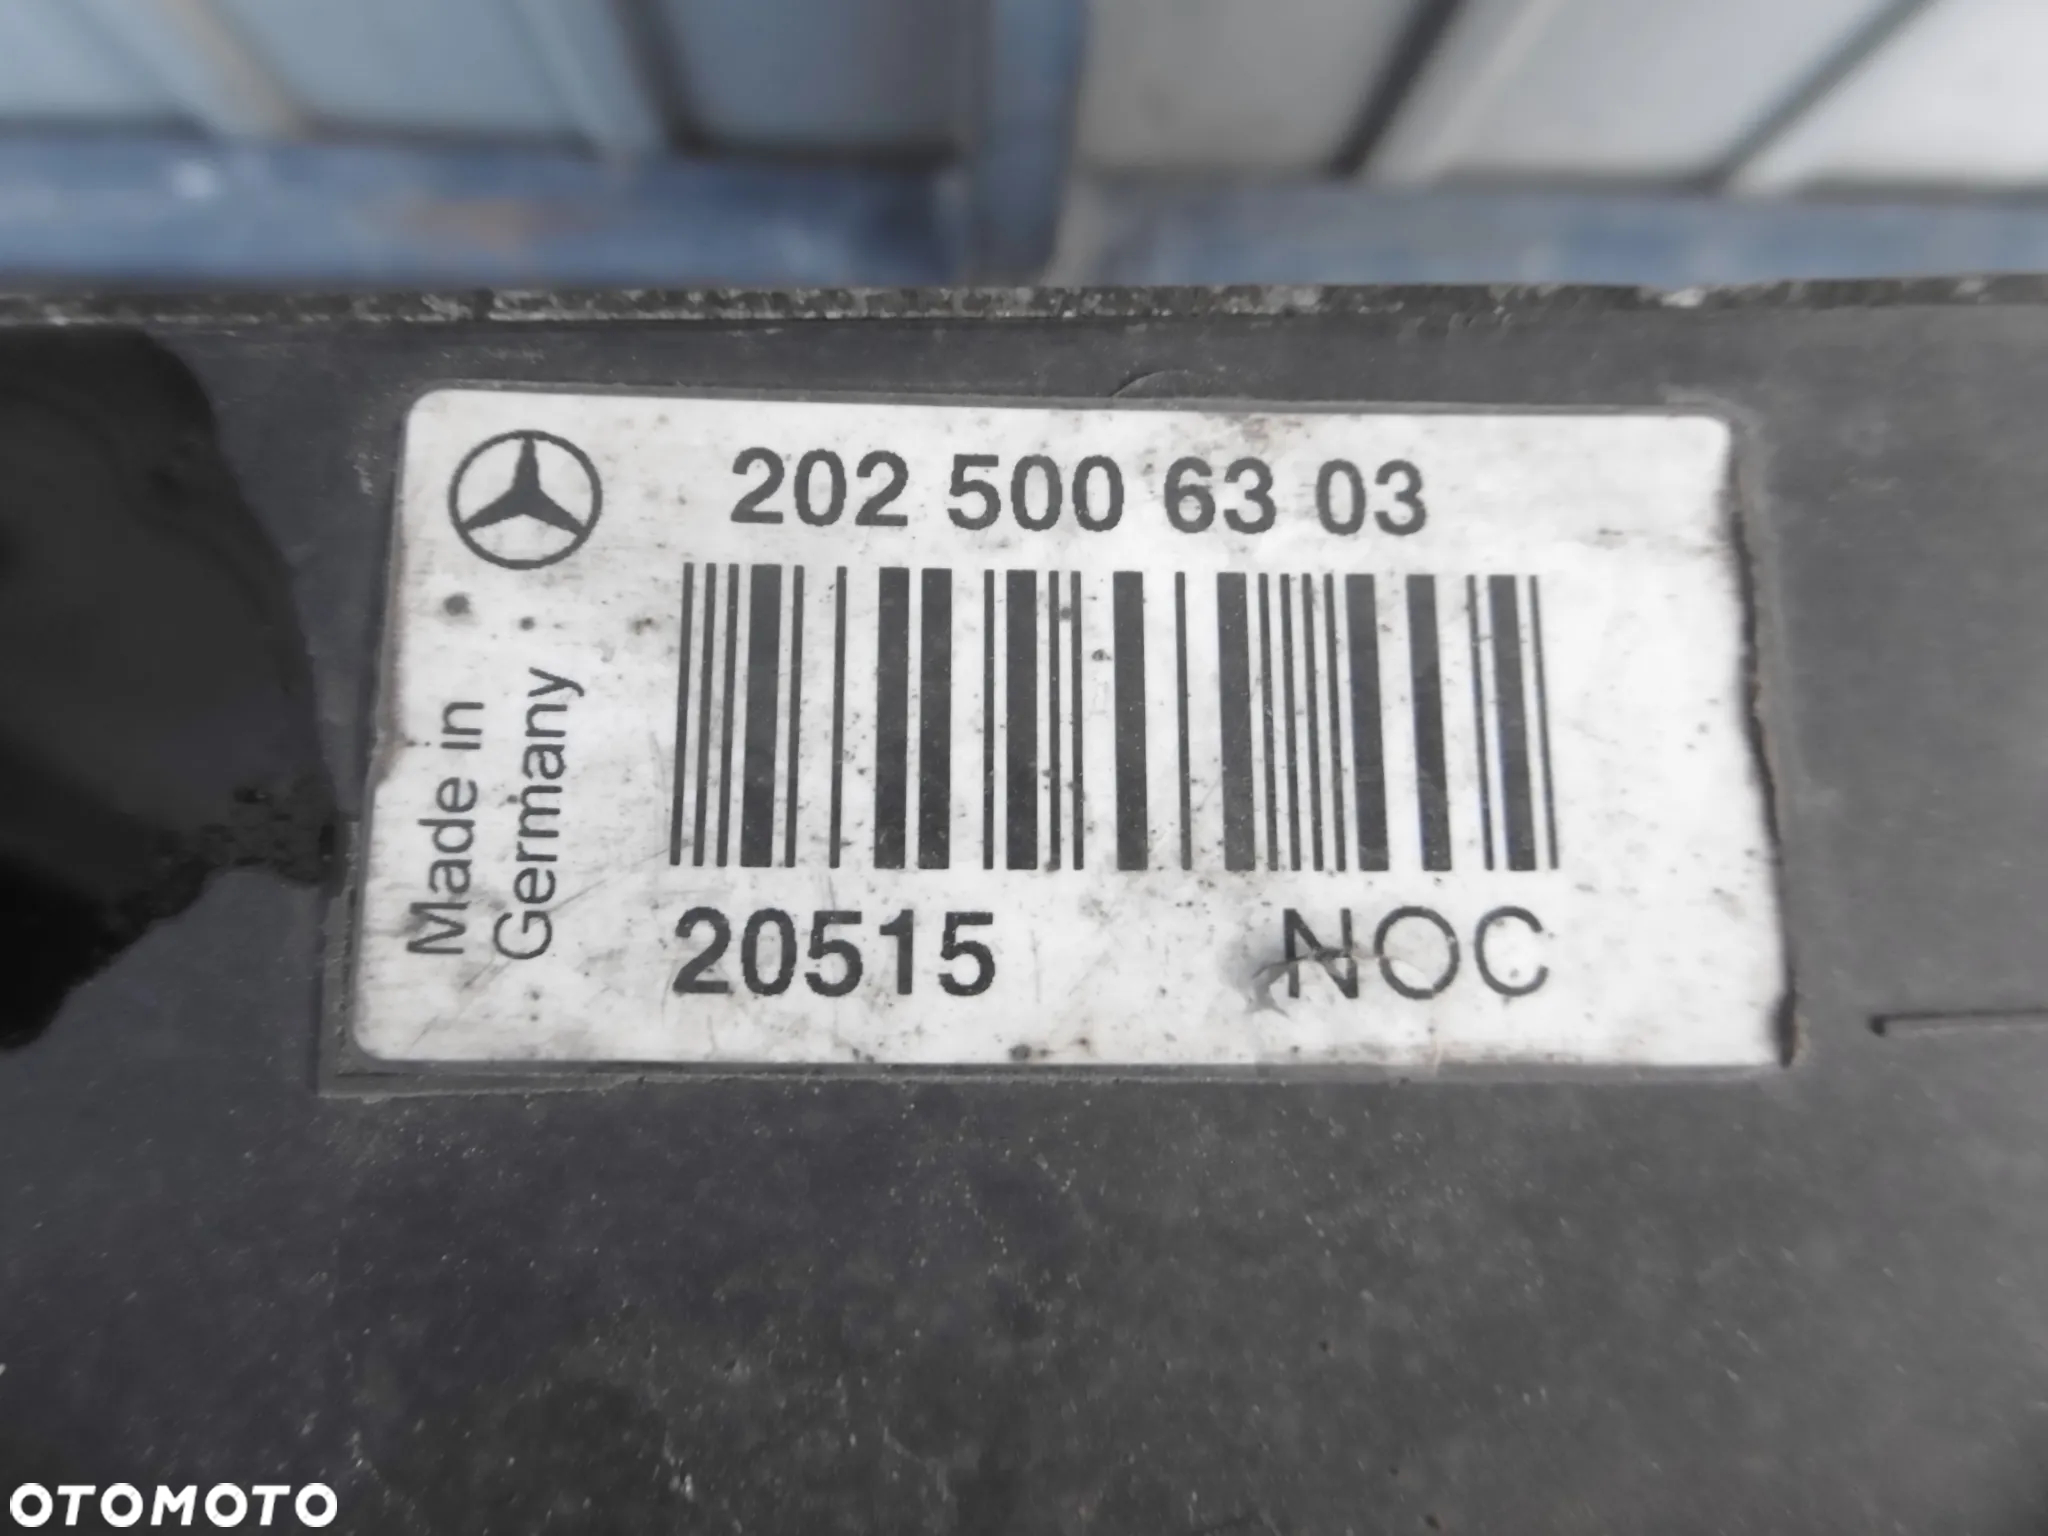 202 500 63 03
Made in
Germany
20515 NOC
OTOMOTO